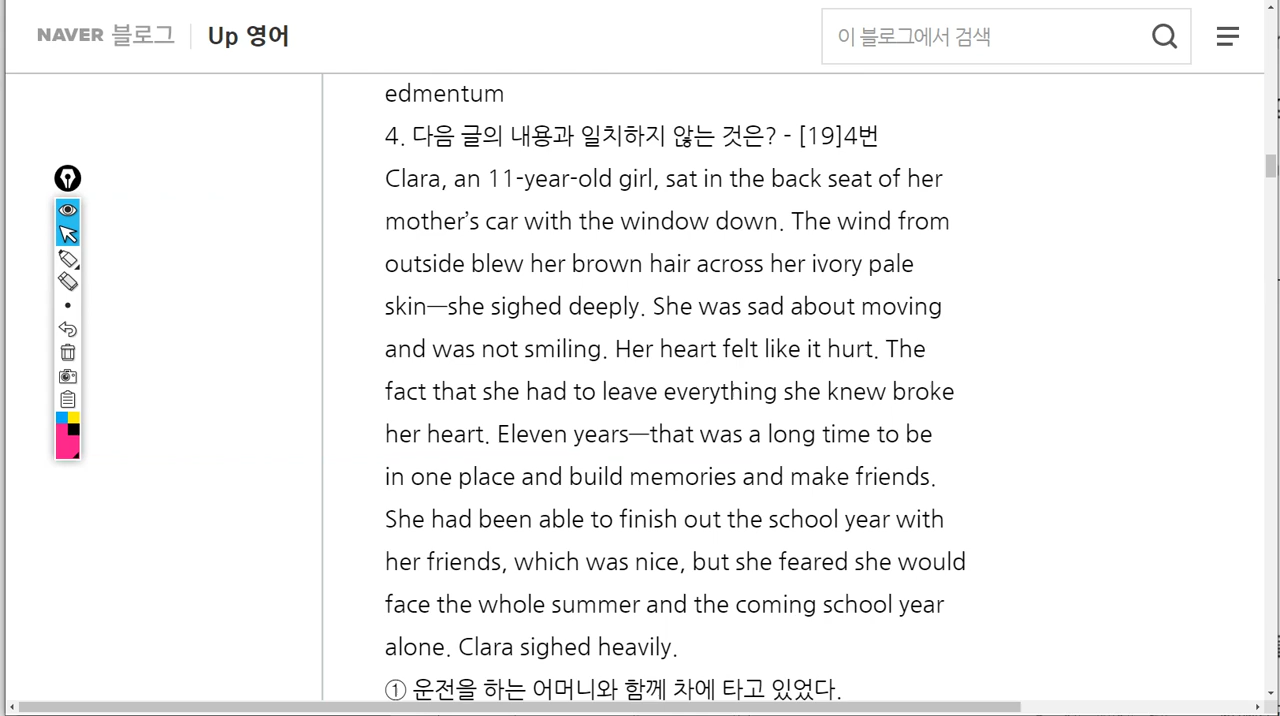 NAVER 블로그 Up 영어
이 블로그에서 검색
edmentum
4. 다음 글의 내용과 일치하지 않는 것은? - [19]4번
Clara, an 11-year-old girl, sat in the back seat of her
mother’s car with the window down. The wind from
outside blew her brown hair across her ivory pale
skin—she sighed deeply. She was sad about moving
and was not smiling. Her heart felt like it hurt. The
fact that she had to leave everything she knew broke
her heart. Eleven years—that was a long time to be
in one place and build memories and make friends.
She had been able to finish out the school year with
her friends, which was nice, but she feared she would
face the whole summer and the coming school year
alone. Clara sighed heavily.
① 운전을 하는 어머니와 함께 차에 타고 있었다.